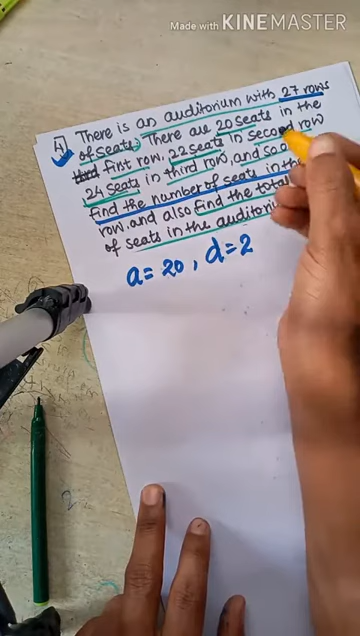 Made with KINEMASTER
A] There is an auditorium with 27 rows
of seats. There are 20 seats in the
third first row, 22 seats in second row
24 seats in third row, and so
find the number of seats in the
row, and also find the total
of seats in the auditoriu
a = 20 , d = 2